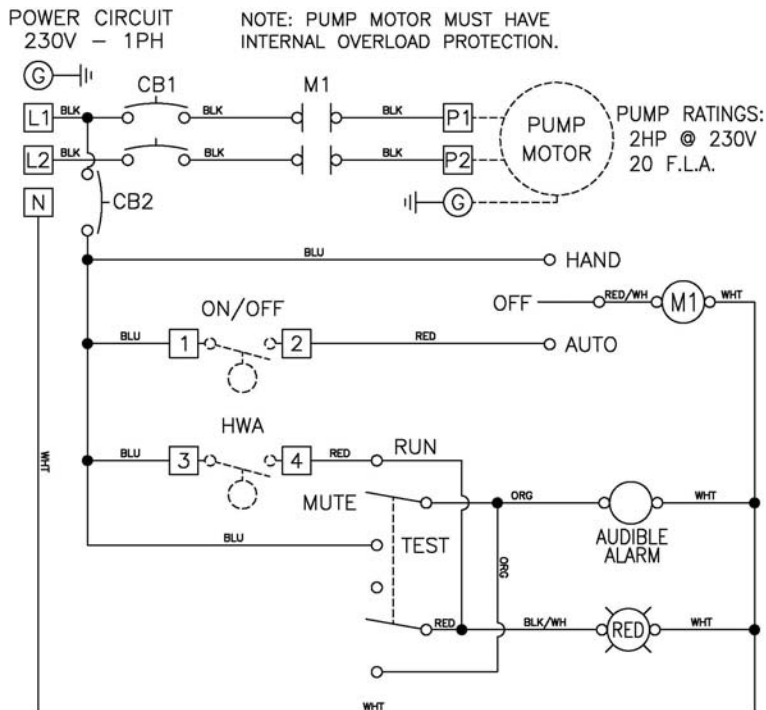 POWER CIRCUIT
230V – 1PH
NOTE: PUMP MOTOR MUST HAVE
INTERNAL OVERLOAD PROTECTION.
G
CB1
M1
L1
BLK
BLK
BLK
P1
PUMP
MOTOR
PUMP RATINGS:
2HP @ 230V
20 F.L.A.
L2
BLK
BLK
BLK
P2
N
CB2
G
BLU
HAND
ON/OFF
OFF
RED/WH
M1
WHT
BLU
1
2
RED
AUTO
HWA
BLU
3
4
RED
RUN
WHT
MUTE
ORG
WHT
AUDIBLE
ALARM
BLU
TEST
ORG
RED
BLK/WH
RED
WHT
WHT